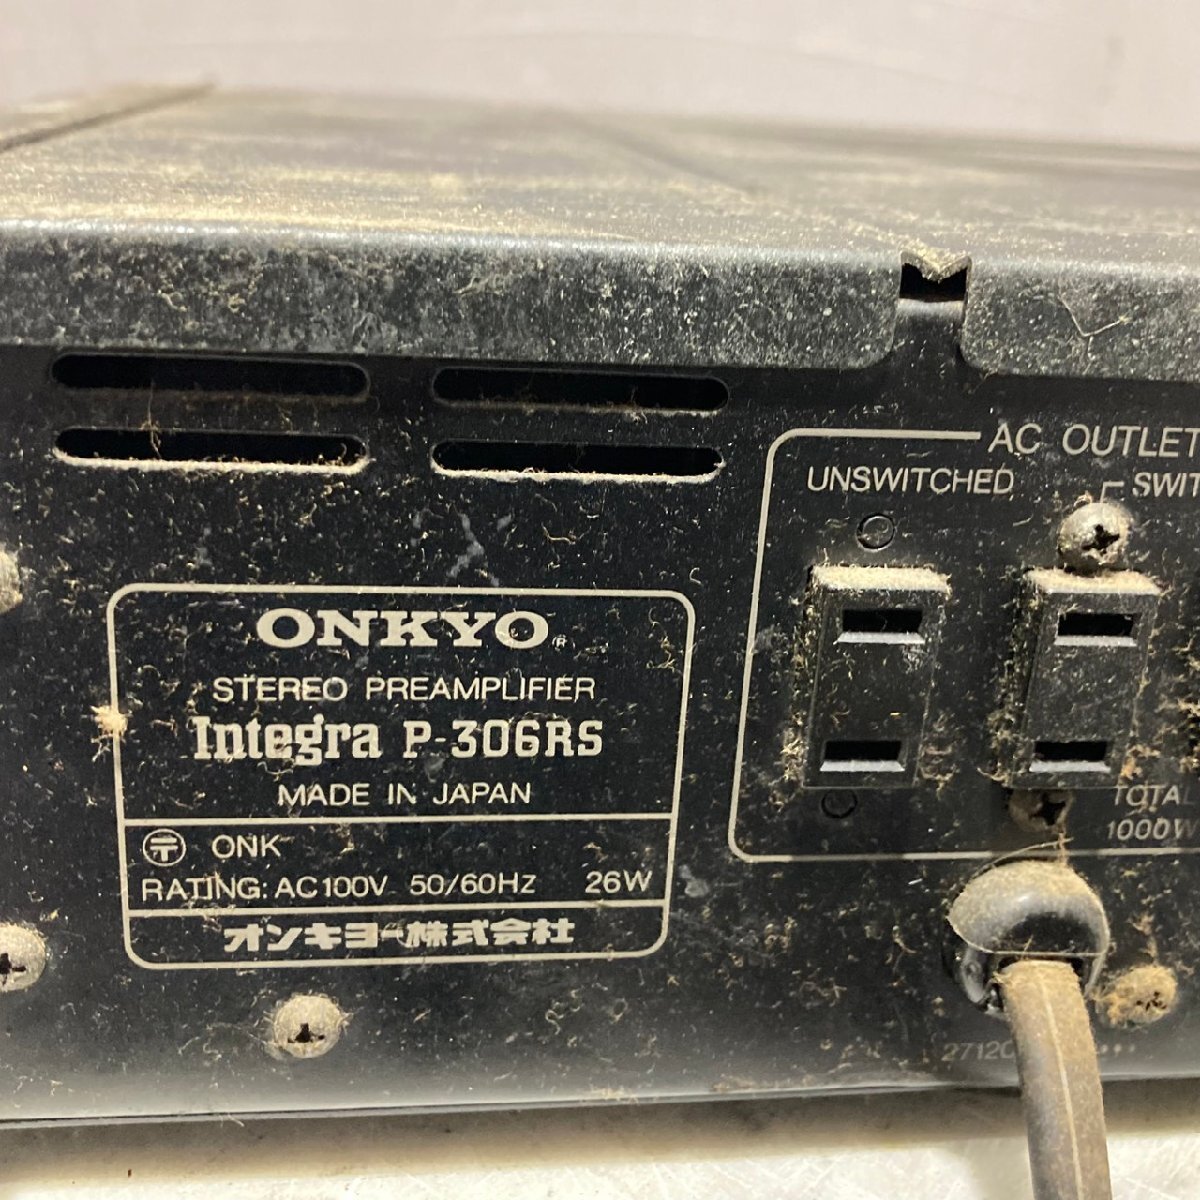 AC OUTLET
UNSWITCHED
SWIT
ONKYO®
STEREO PREAMPLIFIER
Integra P-306RS
MADE IN JAPAN
〶 ONK
RATING: AC100V 50/60Hz 26W
オンキヨー株式会社
TOTAL
1000W
2712